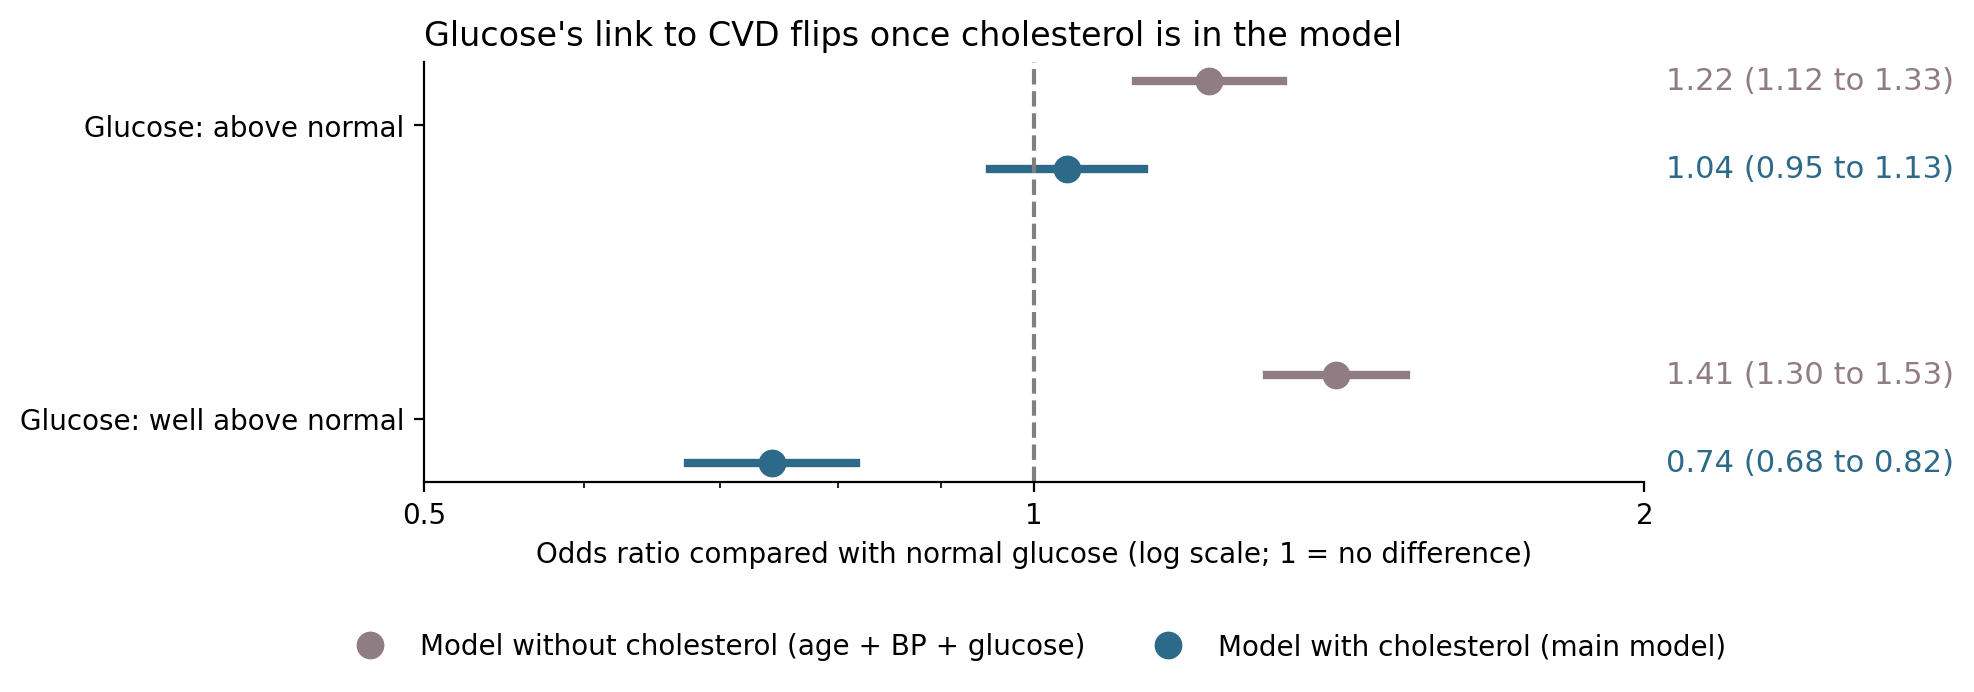 Glucose's link to CVD flips once cholesterol is in the model
1.22 (1.12 to 1.33)
Glucose: above normal
1.04 (0.95 to 1.13)
1.41 (1.30 to 1.53)
Glucose: well above normal
0.74 (0.68 to 0.82)
0.5 1 2
Odds ratio compared with normal glucose (log scale; 1 = no difference)
Model without cholesterol (age + BP + glucose) Model with cholesterol (main model)